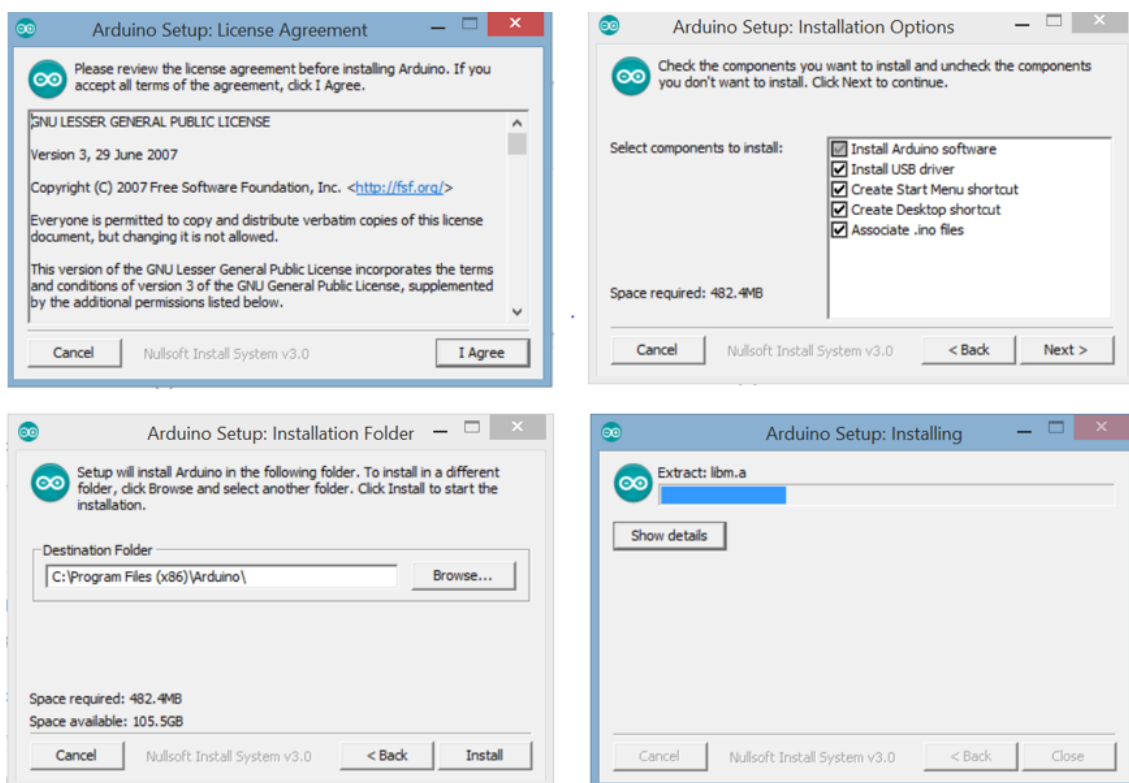 Arduino Setup: License Agreement
Please review the license agreement before installing Arduino. If you
accept all terms of the agreement, click I Agree.
GNU LESSER GENERAL PUBLIC LICENSE
Version 3, 29 June 2007
Copyright (C) 2007 Free Software Foundation, Inc. <http://fsf.org/>
Everyone is permitted to copy and distribute verbatim copies of this license
document, but changing it is not allowed.
This version of the GNU Lesser General Public License incorporates the terms
and conditions of version 3 of the GNU General Public License, supplemented
by the additional permissions listed below.
Cancel
Nullsoft Install System v3.0
I Agree
Arduino Setup: Installation Options
Check the components you want to install and uncheck the components
you don't want to install. Click Next to continue.
Select components to install:
Install Arduino software
Install USB driver
Create Start Menu shortcut
Create Desktop shortcut
Associate .ino files
Space required: 482.4MB
Cancel
Nullsoft Install System v3.0
< Back
Next >
Arduino Setup: Installation Folder
Setup will install Arduino in the following folder. To install in a different
folder, click Browse and select another folder. Click Install to start the
installation.
Destination Folder
C:\Program Files (x86)\Arduino\
Browse...
Space required: 482.4MB
Space available: 105.5GB
Cancel
Nullsoft Install System v3.0
< Back
Install
Arduino Setup: Installing
Extract: libm.a
Show details
Cancel
Nullsoft Install System v3.0
< Back
Close